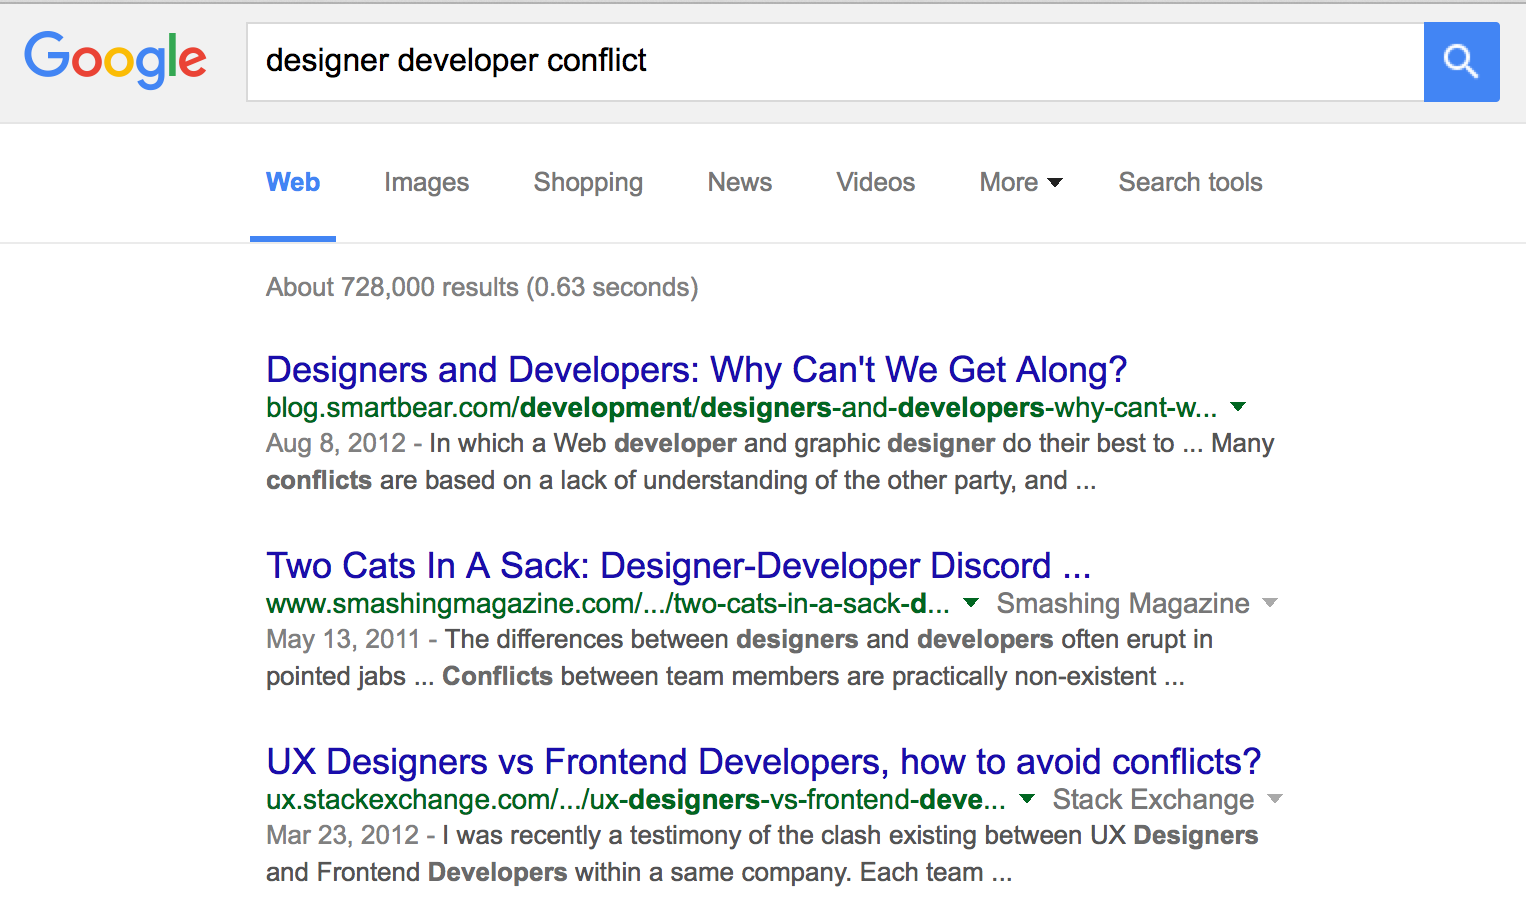 Google
designer developer conflict
Web Images Shopping News Videos More Search tools
About 728,000 results (0.63 seconds)
Designers and Developers: Why Can't We Get Along?
blog.smartbear.com/development/designers-and-developers-why-cant-w...
Aug 8, 2012 - In which a Web developer and graphic designer do their best to ... Many
conflicts are based on a lack of understanding of the other party, and ...
Two Cats In A Sack: Designer-Developer Discord ...
www.smashingmagazine.com/.../two-cats-in-a-sack-d... Smashing Magazine
May 13, 2011 - The differences between designers and developers often erupt in
pointed jabs ... Conflicts between team members are practically non-existent ...
UX Designers vs Frontend Developers, how to avoid conflicts?
ux.stackexchange.com/.../ux-designers-vs-frontend-deve... Stack Exchange
Mar 23, 2012 - I was recently a testimony of the clash existing between UX Designers
and Frontend Developers within a same company. Each team ...